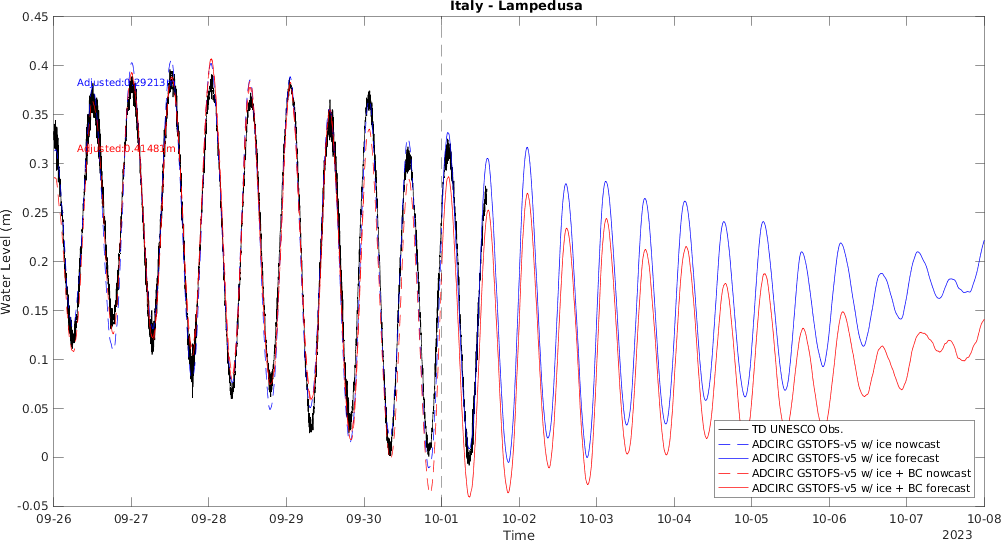 Italy - Lampedusa
0.45
0.4
0.35
0.3
0.25
0.2
0.15
0.1
0.05
0
-0.05
Water Level (m)
Adjusted:0.29213m
Adjusted:0.41481m
TD UNESCO Obs.
ADCIRC GSTOFS-v5 w/ ice nowcast
ADCIRC GSTOFS-v5 w/ ice forecast
ADCIRC GSTOFS-v5 w/ ice + BC nowcast
ADCIRC GSTOFS-v5 w/ ice + BC forecast
09-26 09-27 09-28 09-29 09-30 10-01 10-02 10-03 10-04 10-05 10-06 10-07 10-08
Time
2023